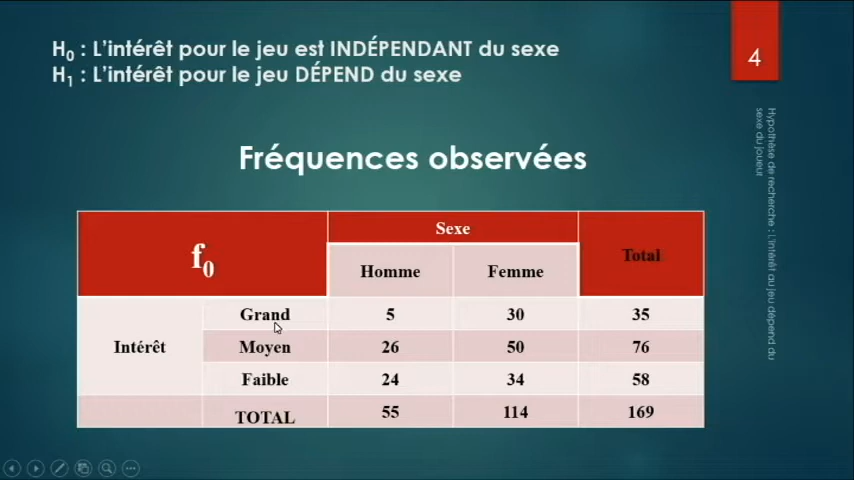 H0 : L'intérêt pour le jeu est INDÉPENDANT du sexe
H1 : L'intérêt pour le jeu DÉPEND du sexe
4
Hypothèse de recherche : L'intérêt au jeu dépend du
sexe du joueur
Fréquences observées
f0 Sexe Total
Homme Femme
Intérêt
Grand 5 30 35
Moyen 26 50 76
Faible 24 34 58
TOTAL 55 114 169